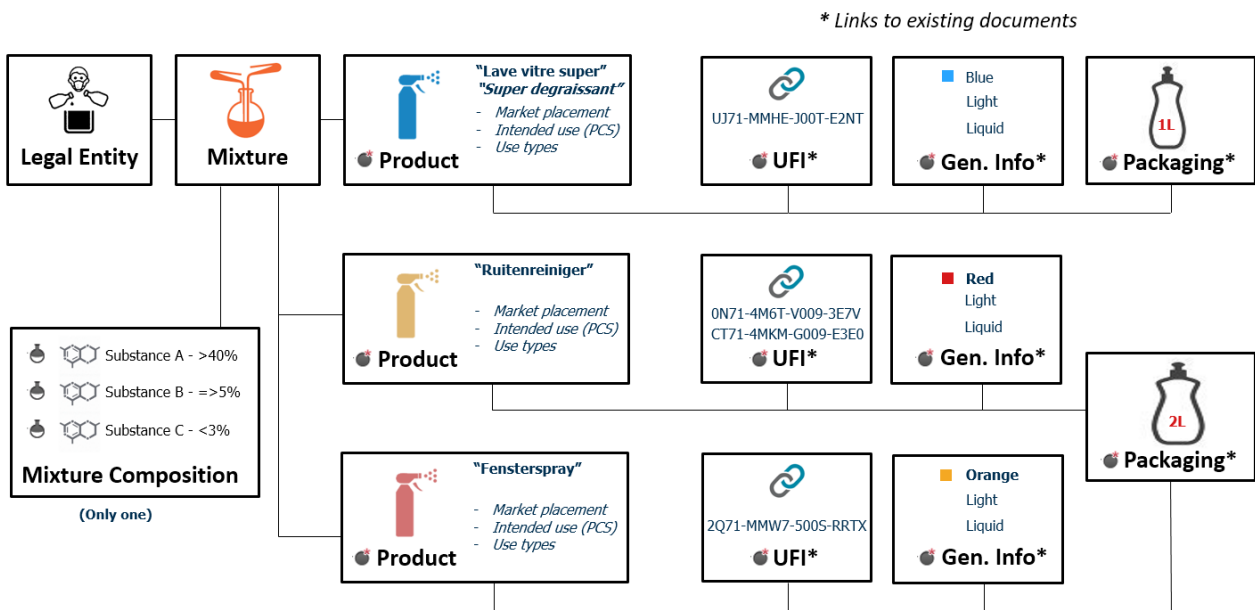 * Links to existing documents
Legal Entity
Mixture
“Lave vitre super”
“Super degraissant”
- Market placement
- Intended use (PCS)
- Use types
Product
UJ71-MMHE-J00T-E2NT
UFI*
Blue
Light
Liquid
Gen. Info*
1L
Packaging*
“Ruitenreiniger”
- Market placement
- Intended use (PCS)
- Use types
Product
0N71-4M6T-V009-3E7V
CT71-4MKM-G009-E3E0
UFI*
Red
Light
Liquid
Gen. Info*
2L
Packaging*
Substance A - >40%
Substance B - =>5%
Substance C - <3%
Mixture Composition
(Only one)
“Fensterspray”
- Market placement
- Intended use (PCS)
- Use types
Product
2Q71-MMW7-500S-RRTX
UFI*
Orange
Light
Liquid
Gen. Info*